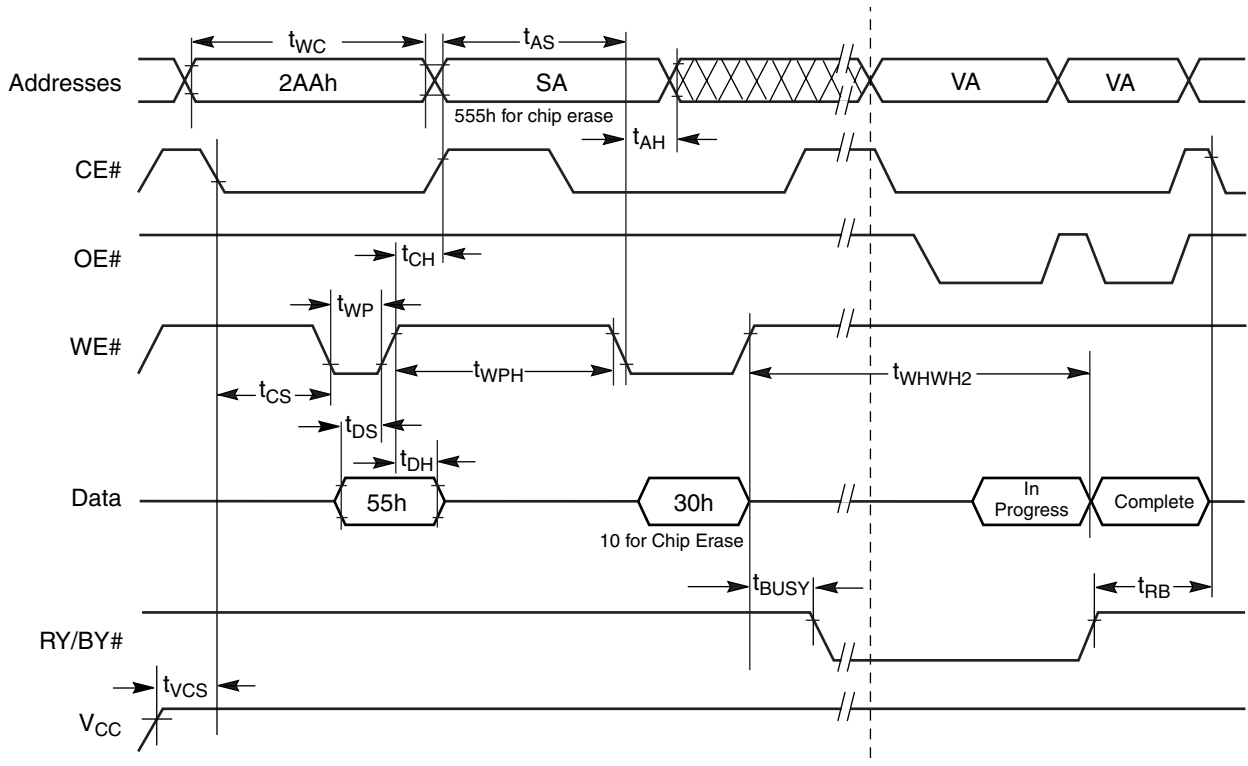 tWC
tAS
Addresses
2AAh
SA
VA
VA
555h for chip erase
tAH
CE#
OE#
tCH
tWP
WE#
tWPH
tWHWH2
tCS
tDS
tDH
Data
55h
30h
In
Progress
Complete
10 for Chip Erase
tBUSY
tRB
RY/BY#
tVCS
VCC